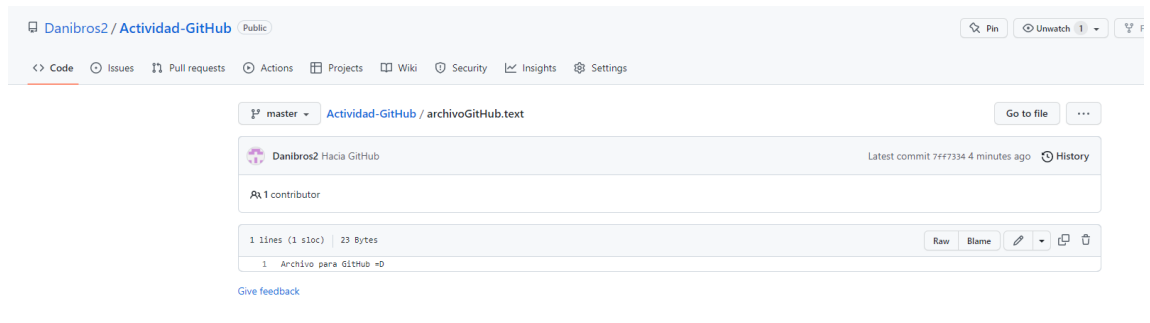 Danibros2 / Actividad-GitHub Public
Pin Unwatch 1
Code Issues Pull requests Actions Projects Wiki Security Insights Settings
master Actividad-GitHub / archivoGitHub.text Go to file ...
Danibros2 Hacia GitHub Latest commit 7ff7334 4 minutes ago History
1 contributor
1 lines (1 sloc) 23 Bytes Raw Blame
1 Archivo para GitHub =D
Give feedback